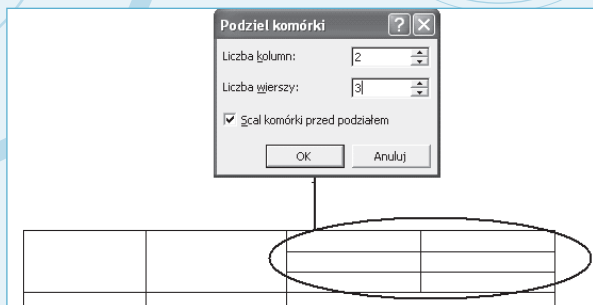 Podziel komórki
Liczba kolumn: 2
Liczba wierszy: 3
Scal komórki przed podziałem
OK Anuluj